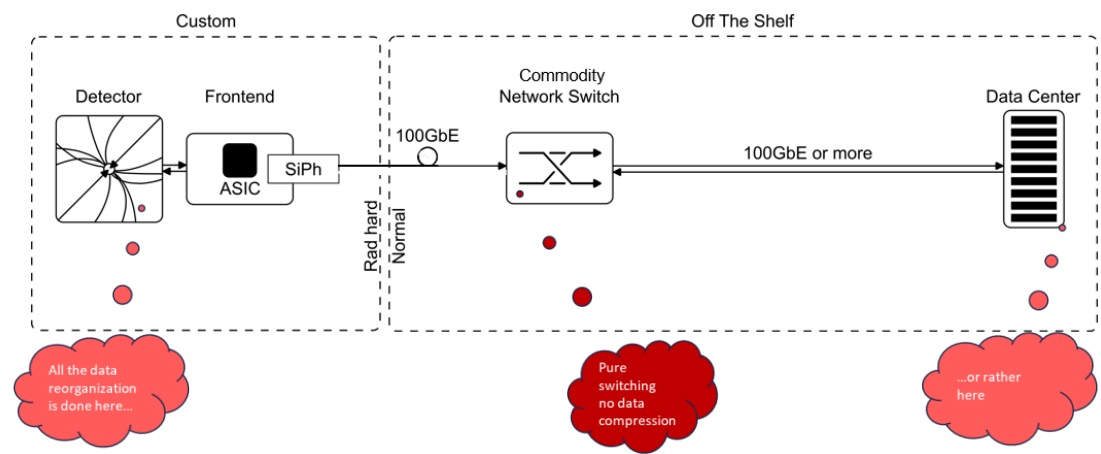 Custom
Off The Shelf
Detector
Frontend
Commodity
Network Switch
Data Center
100GbE
SiPh
ASIC
100GbE or more
Rad hard
Normal
All the data
reorganization
is done here...
Pure
switching
no data
compression
...or rather
here